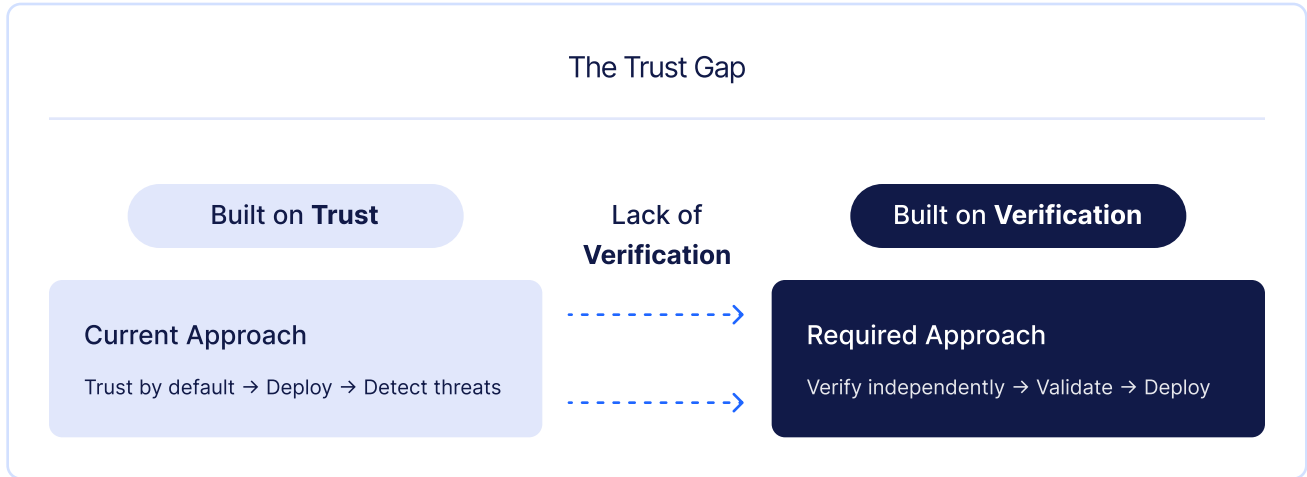 The Trust Gap
Built on Trust
Lack of
Verification
Built on Verification
Current Approach
Trust by default → Deploy → Detect threats
Required Approach
Verify independently → Validate → Deploy